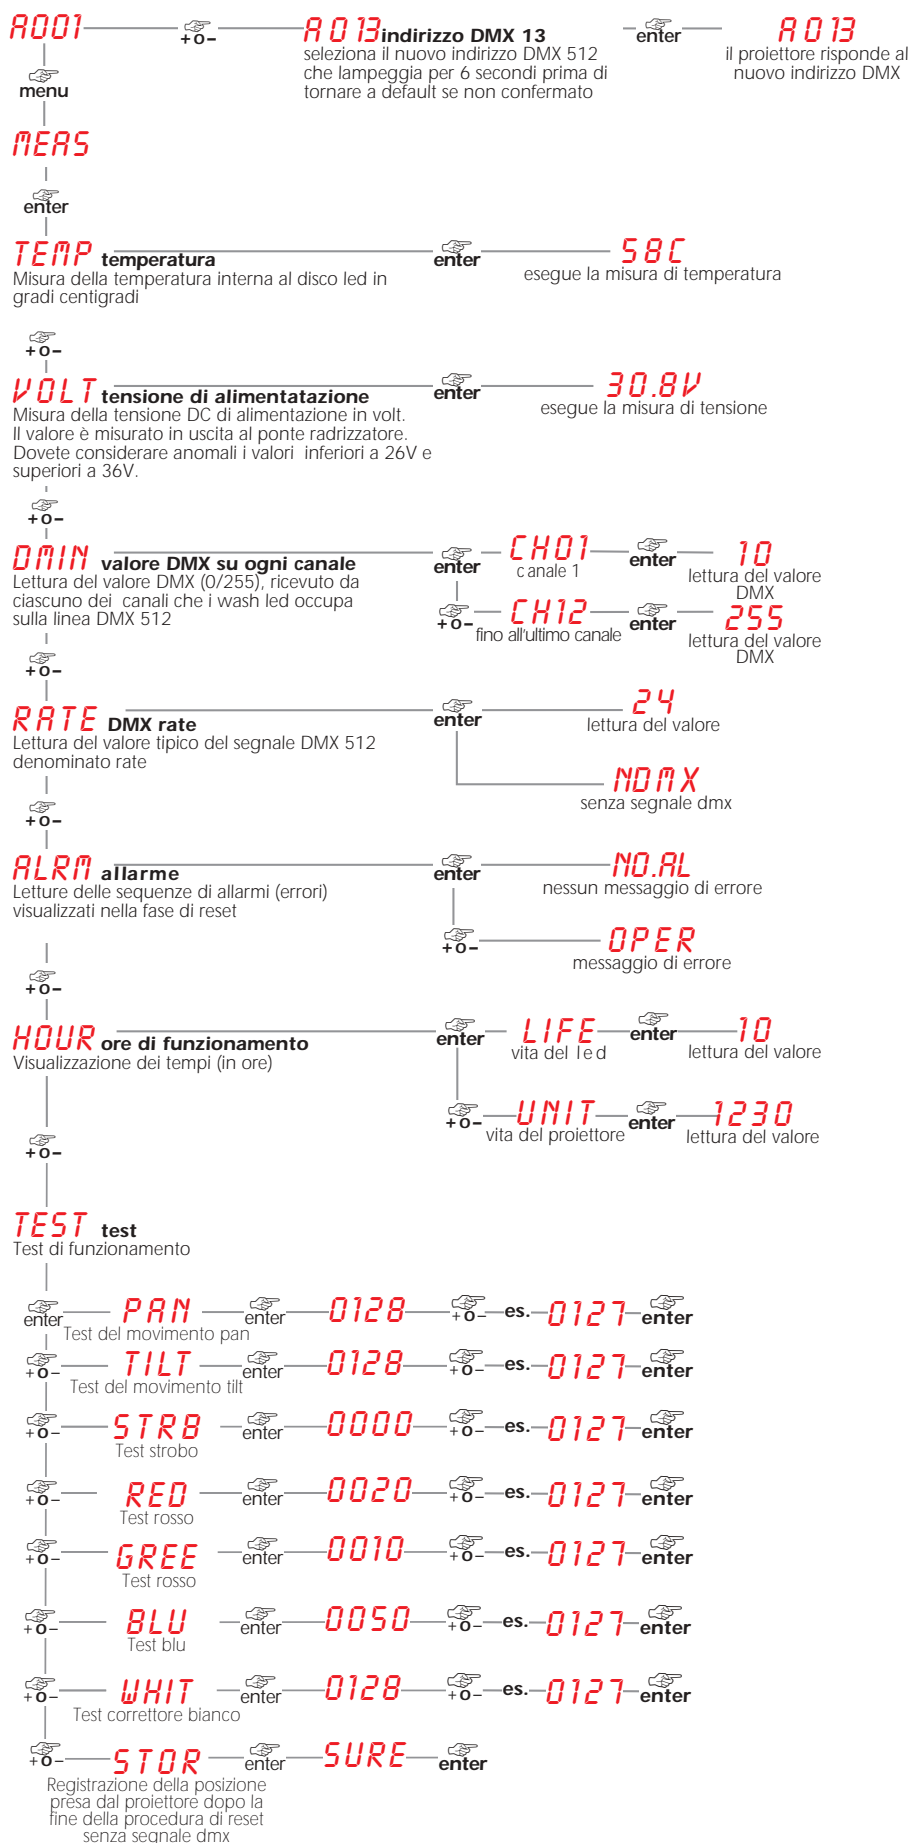 A001 +o– A013 indirizzo DMX 13 enter A013
seleziona il nuovo indirizzo DMX 512
che lampeggia per 6 secondi prima di
tornare a default se non confermato
il proiettore risponde al
nuovo indirizzo DMX
menu
MEAS
enter
TEMP temperatura enter 58C
Misura della temperatura interna al disco led in
gradi centigradi
esegue la misura di temperatura
+o–
VOLT tensione di alimentatazione enter 30.8V
Misura della tensione DC di alimentazione in volt.
Il valore è misurato in uscita al ponte radrizzatore.
Dovete considerare anomali i valori inferiori a 26V e
superiori a 36V.
esegue la misura di tensione
+o–
DMIN valore DMX su ogni canale enter CH01 enter 10
Lettura del valore DMX (0/255), ricevuto da
ciascuno dei canali che i wash led occupa
sulla linea DMX 512
canale 1
lettura del valore
DMX
+o– CH12 enter 255
fino all'ultimo canale
lettura del valore
DMX
+o–
RATE DMX rate enter 24
Lettura del valore tipico del segnale DMX 512
denominato rate
lettura del valore
NDMX
senza segnale dmx
+o–
ALRM allarme enter NO.AL
Letture delle sequenze di allarmi (errori)
visualizzati nella fase di reset
nessun messaggio di errore
+o– OPER
messaggio di errore
+o–
HOUR ore di funzionamento enter LIFE enter 10
Visualizzazione dei tempi (in ore)
vita del led
lettura del valore
+o– UNIT enter 1230
vita del proiettore
lettura del valore
+o–
TEST test
Test di funzionamento
enter PAN enter 0128 +o– es. 0127 enter
Test del movimento pan
+o– TILT enter 0128 +o– es. 0127 enter
Test del movimento tilt
+o– STRB enter 0000 +o– es. 0127 enter
Test strobo
+o– RED enter 0020 +o– es. 0127 enter
Test rosso
+o– GREE enter 0010 +o– es. 0127 enter
Test rosso
+o– BLU enter 0050 +o– es. 0127 enter
Test blu
+o– WHIT enter 0128 +o– es. 0127 enter
Test correttore bianco
+o– STOR enter SURE enter
Registrazione della posizione
presa dal proiettore dopo la
fine della procedura di reset
senza segnale dmx